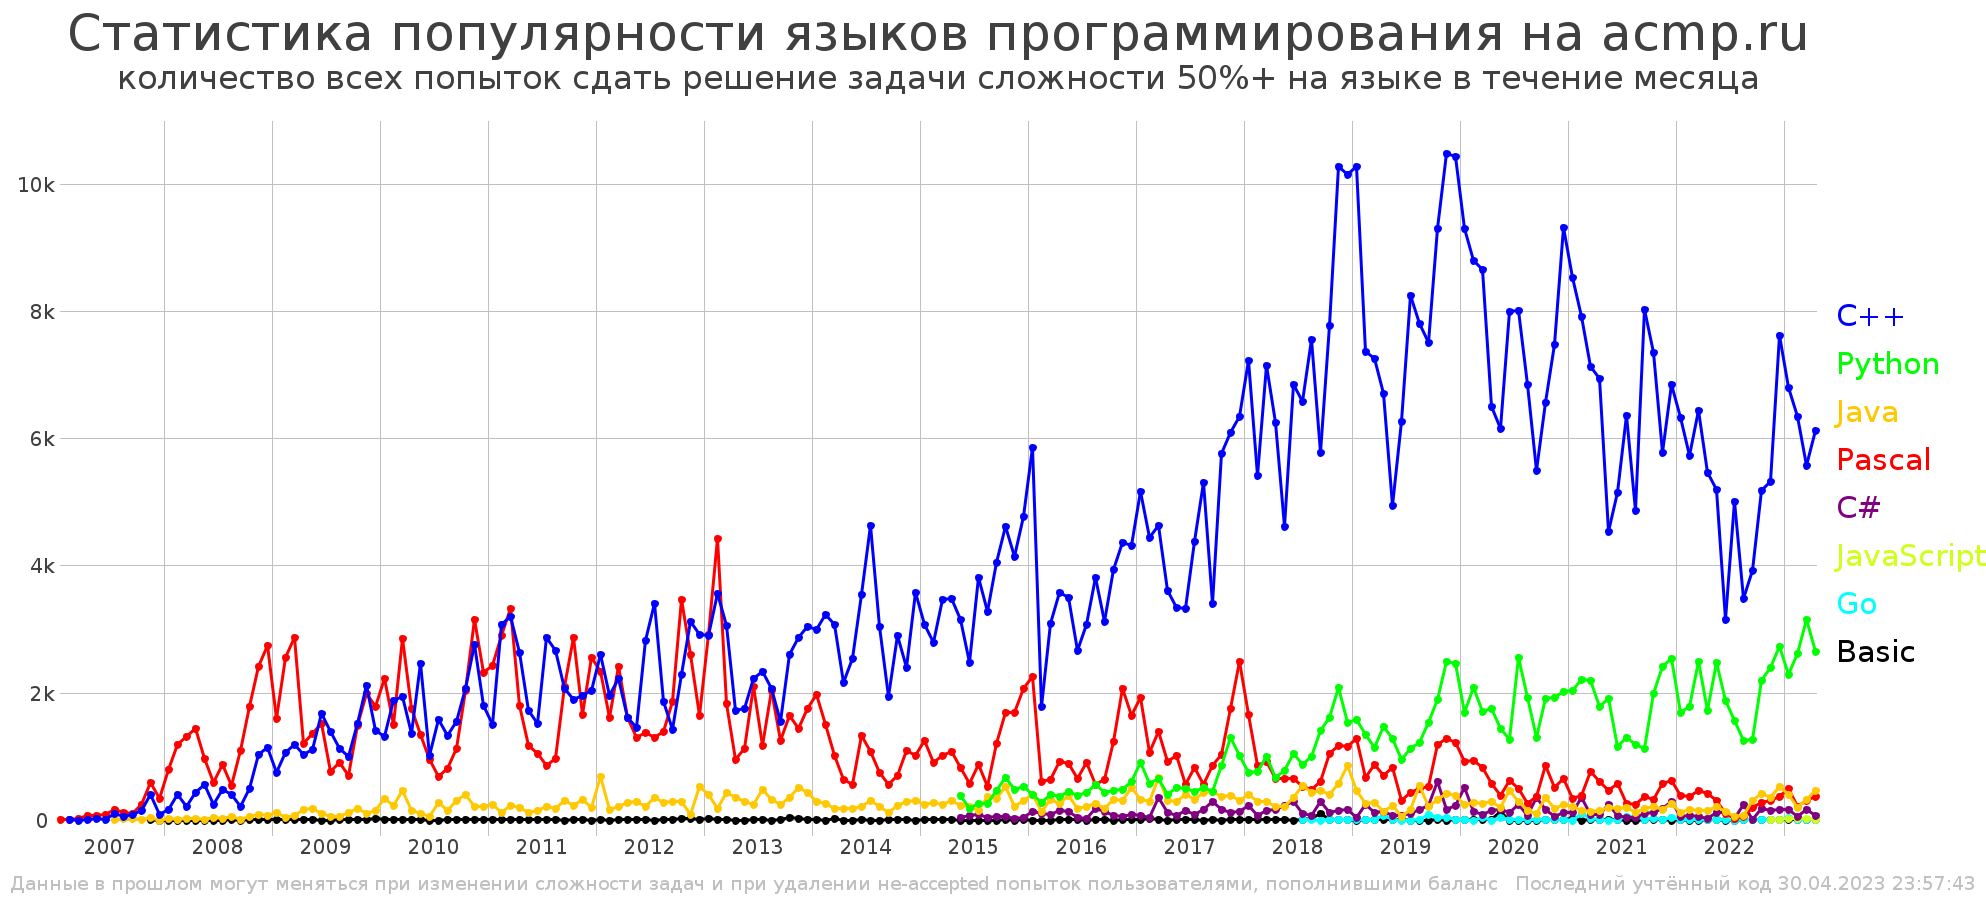 Статистика популярности языков программирования на acmp.ru
количество всех попыток сдать решение задачи сложности 50%+ на языке в течение месяца
10k
8k
6k
4k
2k
0
C++
Python
Java
Pascal
C#
JavaScript
Go
Basic
2007 2008 2009 2010 2011 2012 2013 2014 2015 2016 2017 2018 2019 2020 2021 2022
Данные в прошлом могут меняться при изменении сложности задач и при удалении не-accepted попыток пользователями, пополнившими баланс Последний учтённый код 30.04.2023 23:57:43